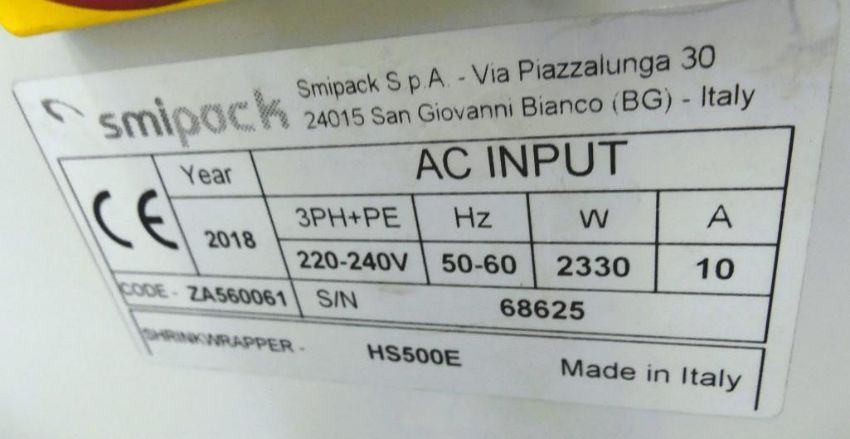 smipack
Smipack S.p.A. - Via Piazzalunga 30
24015 San Giovanni Bianco (BG) - Italy
CE
Year
AC INPUT
2018
3PH+PE Hz W A
220-240V 50-60 2330 10
CODE - ZA560061 S/N 68625
SHRINKWRAPPER - HS500E Made in Italy